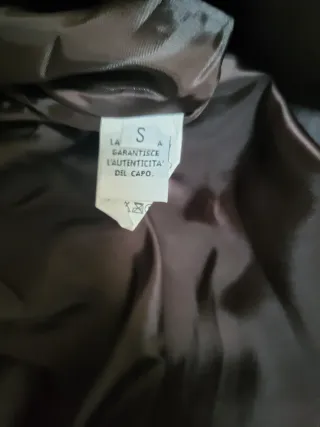 S
LA A
GARANTISCE
L'AUTENTICITA'
DEL CAPO.